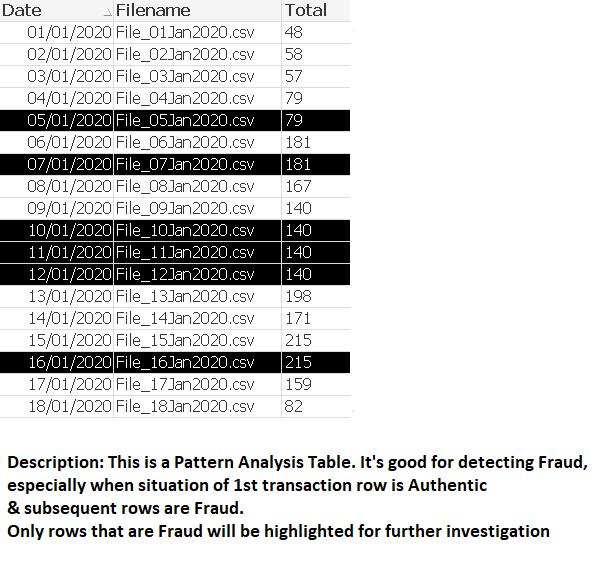 Date Filename Total
01/01/2020 File_01Jan2020.csv 48
02/01/2020 File_02Jan2020.csv 58
03/01/2020 File_03Jan2020.csv 57
04/01/2020 File_04Jan2020.csv 79
05/01/2020 File_05Jan2020.csv 79
06/01/2020 File_06Jan2020.csv 181
07/01/2020 File_07Jan2020.csv 181
08/01/2020 File_08Jan2020.csv 167
09/01/2020 File_09Jan2020.csv 140
10/01/2020 File_10Jan2020.csv 140
11/01/2020 File_11Jan2020.csv 140
12/01/2020 File_12Jan2020.csv 140
13/01/2020 File_13Jan2020.csv 198
14/01/2020 File_14Jan2020.csv 171
15/01/2020 File_15Jan2020.csv 215
16/01/2020 File_16Jan2020.csv 215
17/01/2020 File_17Jan2020.csv 159
18/01/2020 File_18Jan2020.csv 82
Description: This is a Pattern Analysis Table. It's good for detecting Fraud,
especially when situation of 1st transaction row is Authentic
& subsequent rows are Fraud.
Only rows that are Fraud will be highlighted for further investigation